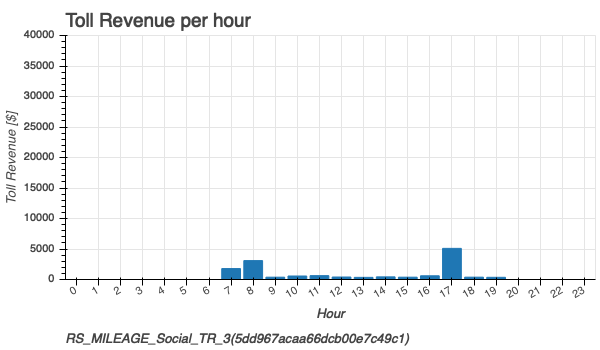 Toll Revenue per hour
40000
35000
30000
25000
20000
15000
10000
5000
0
Toll Revenue [$]
0 1 2 3 4 5 6 7 8 9 10 11 12 13 14 15 16 17 18 19 20 21 22 23
Hour
RS_MILEAGE_Social_TR_3(5dd967acaa66dcb00e7c49c1)